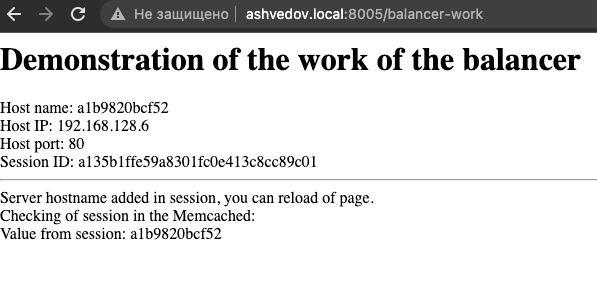 Не защищено
ashvedov.local:8005/balancer-work
Demonstration of the work of the balancer
Host name: a1b9820bcf52
Host IP: 192.168.128.6
Host port: 80
Session ID: a135b1ffe59a8301fc0e413c8cc89c01
Server hostname added in session, you can reload of page.
Checking of session in the Memcached:
Value from session: a1b9820bcf52